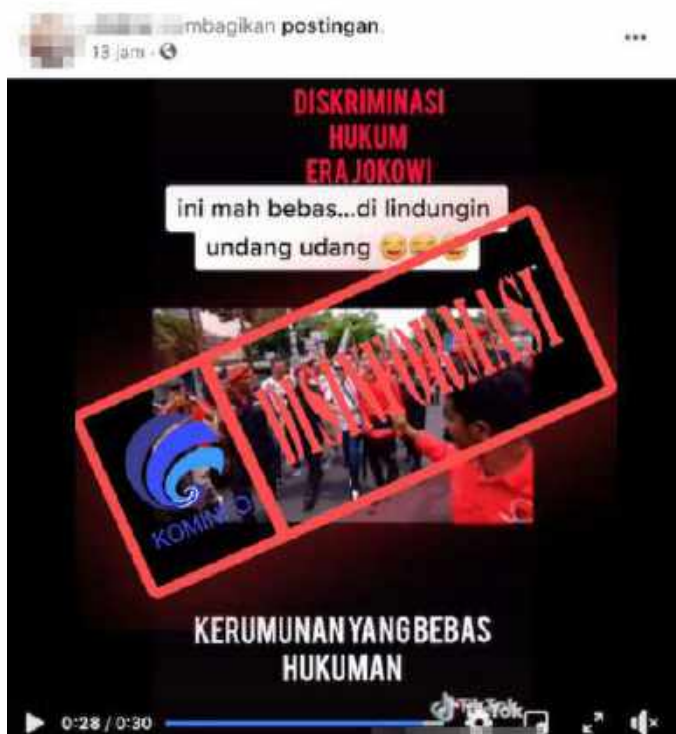 mbagikan postingan.
13 jam
DISKRIMINASI
HUKUM
ERA JOKOWI
ini mah bebas...di lindungin
undang udang 😂😂😂
DISINFORMASI
KOMINFO
KERUMUNAN YANG BEBAS
HUKUMAN
TikTok
0:28 / 0:30